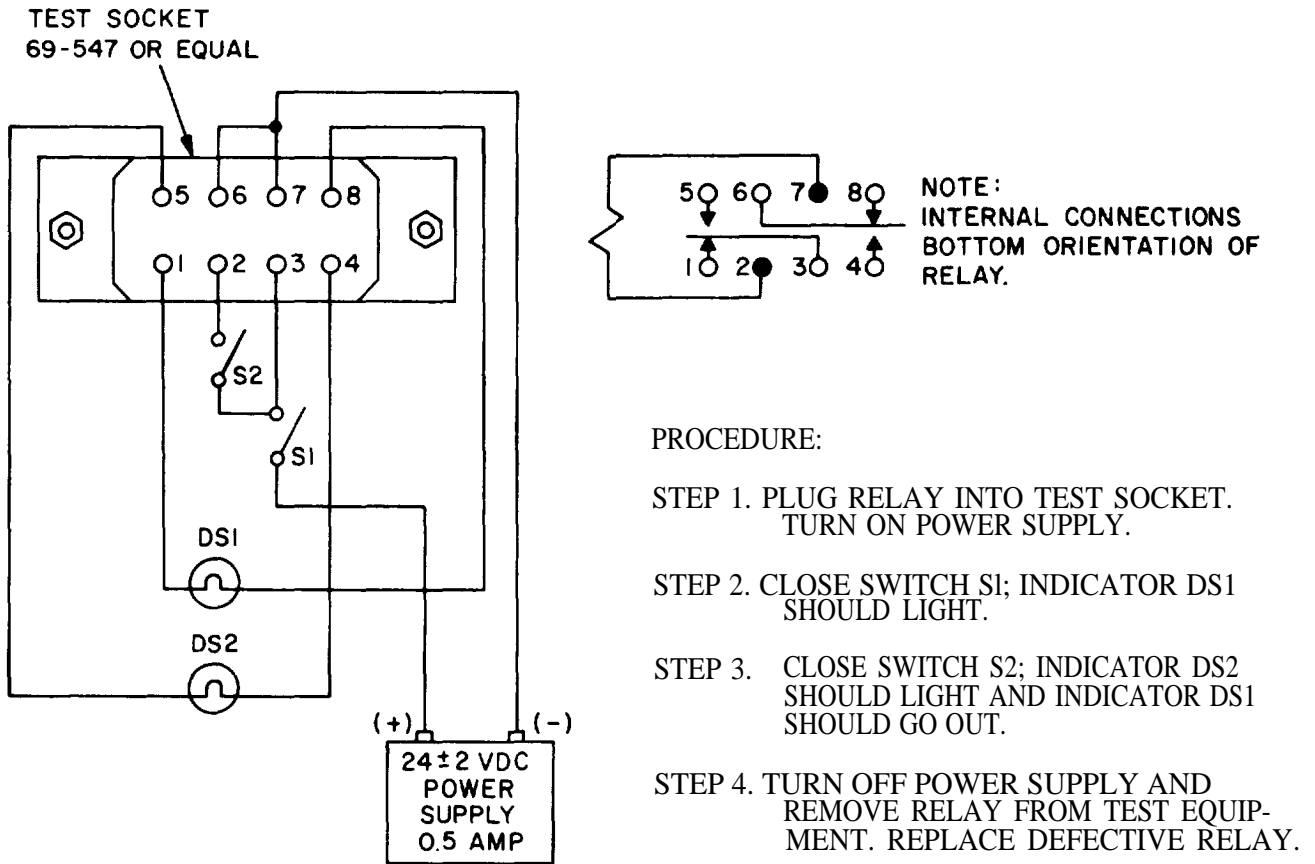 TEST SOCKET
69-547 OR EQUAL
5 6 7 8
1 2 3 4
S2
S1
DS1
DS2
(+) (-)
24±2 VDC
POWER
SUPPLY
0.5 AMP
5 6 7 8
1 2 3 4
NOTE:
INTERNAL CONNECTIONS
BOTTOM ORIENTATION OF
RELAY.
PROCEDURE:
STEP 1. PLUG RELAY INTO TEST SOCKET.
TURN ON POWER SUPPLY.
STEP 2. CLOSE SWITCH Sl; INDICATOR DS1
SHOULD LIGHT.
STEP 3. CLOSE SWITCH S2; INDICATOR DS2
SHOULD LIGHT AND INDICATOR DS1
SHOULD GO OUT.
STEP 4. TURN OFF POWER SUPPLY AND
REMOVE RELAY FROM TEST EQUIP-
MENT. REPLACE DEFECTIVE RELAY.